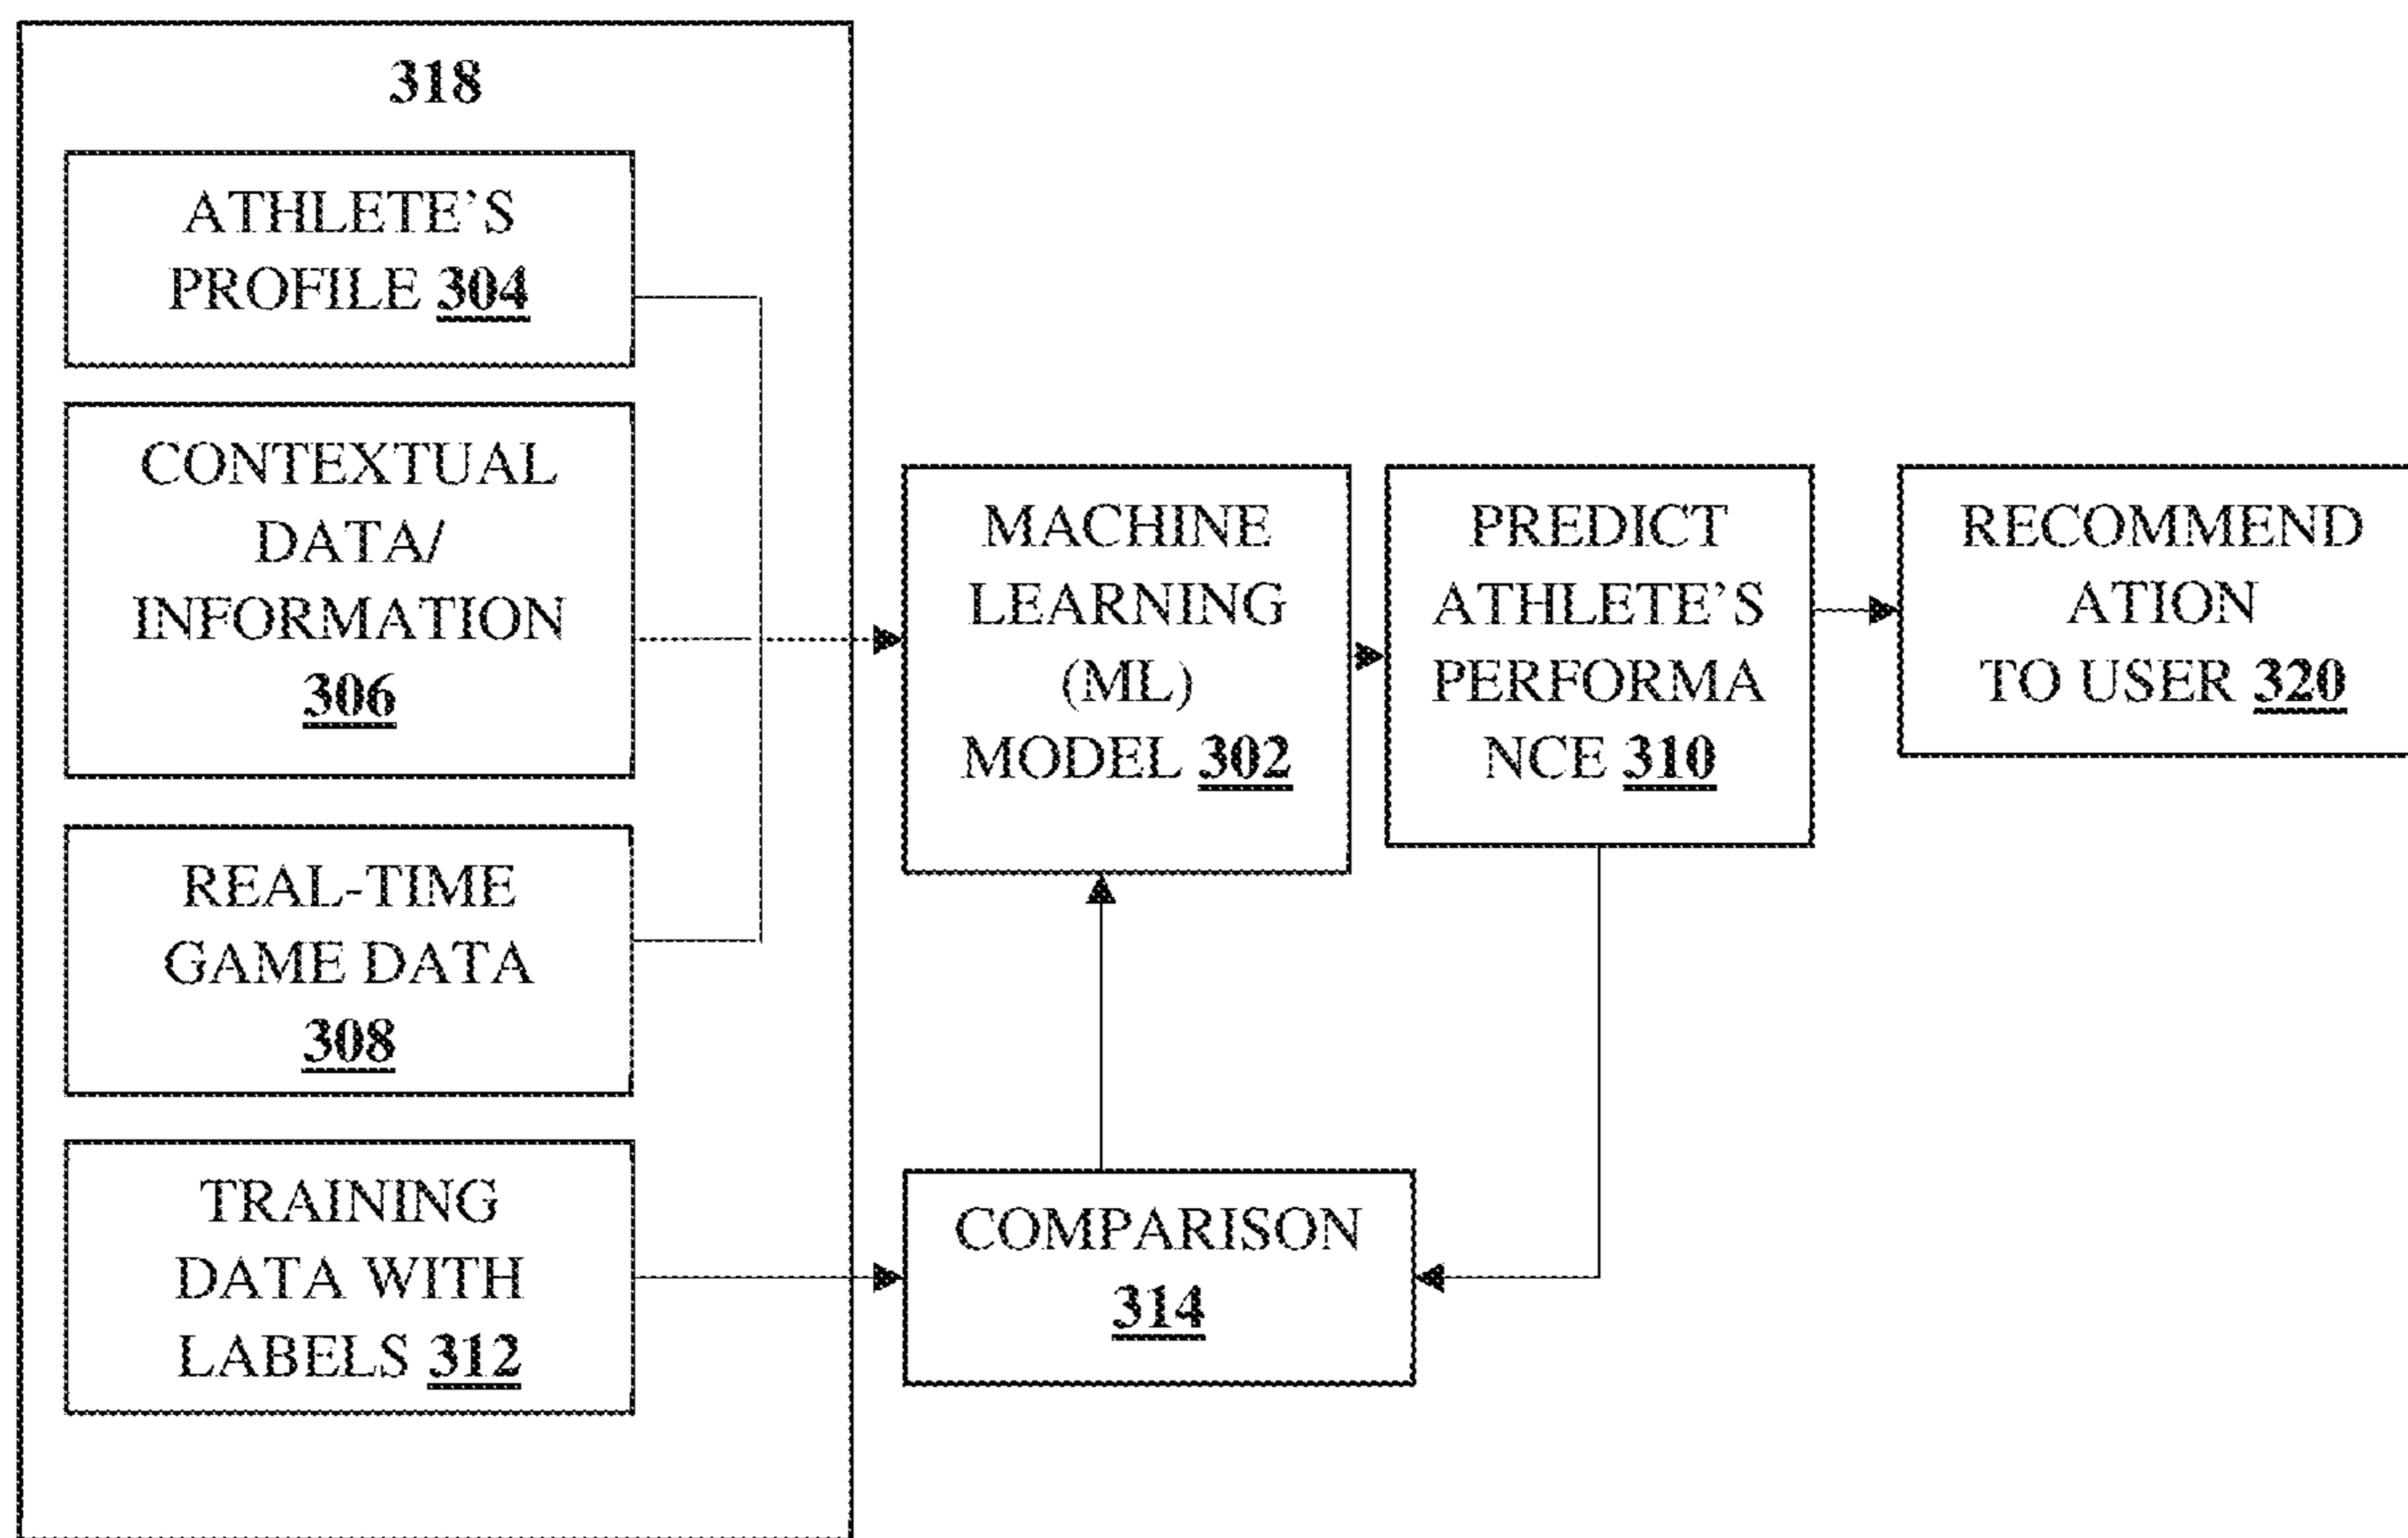 318
ATHLETE'S
PROFILE 304
CONTEXTUAL
DATA/
INFORMATION
306
REAL-TIME
GAME DATA
308
TRAINING
DATA WITH
LABELS 312
MACHINE
LEARNING
(ML)
MODEL 302
PREDICT
ATHLETE'S
PERFORMA
NCE 310
RECOMMEND
ATION
TO USER 320
COMPARISON
314